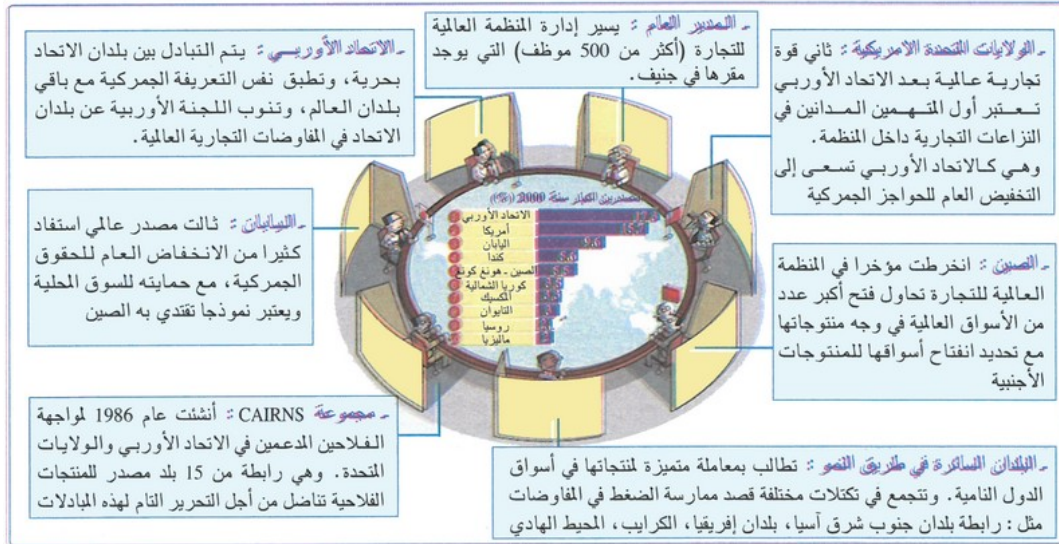 ـ المدير العام : يسير إدارة المنظمة العالمية
للتجارة (أكثر من 500 موظف) التي يوجد
مقرها في جنيف.
ـ الولايات المتحدة الامريكية : ثاني قوة
تجارية عالمية بعد الاتحاد الأوربي
تعتبر أول المتهمين المدانين في
النزاعات التجارية داخل المنظمة.
وهي كالاتحاد الأوربي تسعى إلى
التخفيض العام للحواجز الجمركية
ـ الاتحاد الأوربي : يتم التبادل بين بلدان الاتحاد
بحرية، وتطبق نفس التعريفة الجمركية مع باقي
بلدان العالم، وتنوب اللجنة الأوربية عن بلدان
الاتحاد في المفاوضات التجارية العالمية.
ـ اليابان : ثالت مصدر عالمي استفاد
كثيرا من الانخفاض العام للحقوق
الجمركية، مع حمايته للسوق المحلية
ويعتبر نموذجا تقتدي به الصين
المصدرين الكبار سنة 2000 (%)
الاتحاد الأوربي
أمريكا
اليابان
كندا
الصين ـ هونغ كونغ
كوريا الشمالية
المكسيك
التايوان
روسيا
ماليزيا
ـ الصين : انخرطت مؤخرا في المنظمة
العالمية للتجارة تحاول فتح أكبر عدد
من الأسواق العالمية في وجه منتوجاتها
مع تحديد انفتاح أسواقها للمنتوجات
الأجنبية
ـ مجموعة CAIRNS : أنشئت عام 1986 لمواجهة
الفلاحين المدعمين في الاتحاد الأوربي والولايات
المتحدة. وهي رابطة من 15 بلد مصدر للمنتجات
الفلاحية تناضل من أجل التحرير التام لهذه المبادلات
ـ البلدان السائرة في طريق النمو : تطالب بمعاملة متميزة لمنتجاتها في أسواق
الدول النامية. وتتجمع في تكتلات مختلفة قصد ممارسة الضغط في المفاوضات
مثل : رابطة بلدان جنوب شرق آسيا، بلدان إفريقيا، الكرايب، المحيط الهادي